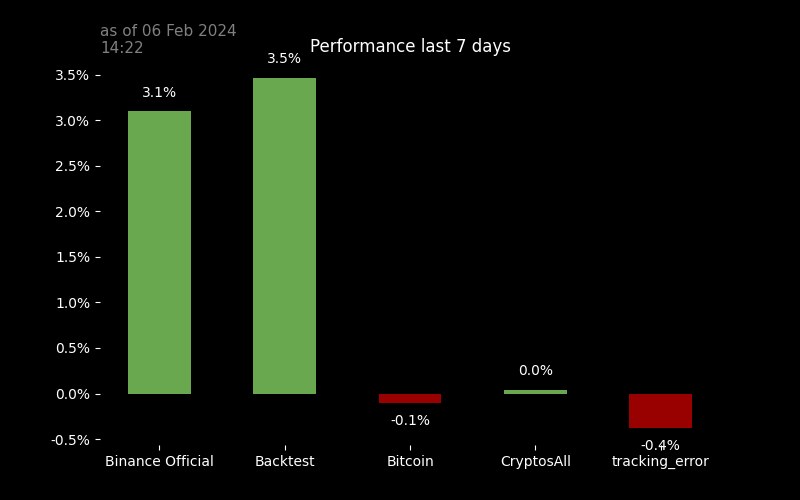 as of 06 Feb 2024
14:22
Performance last 7 days
3.5%
3.0%
2.5%
2.0%
1.5%
1.0%
0.5%
0.0%
-0.5%
3.1%
3.5%
-0.1%
0.0%
-0.4%
Binance Official
Backtest
Bitcoin
CryptosAll
tracking_error